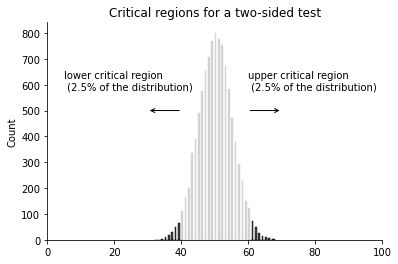 Critical regions for a two-sided test
800
700
lower critical region
(2.5% of the distribution)
upper critical region
(2.5% of the distribution)
600
500
400
300
200
100
0
Count
0 20 40 60 80 100